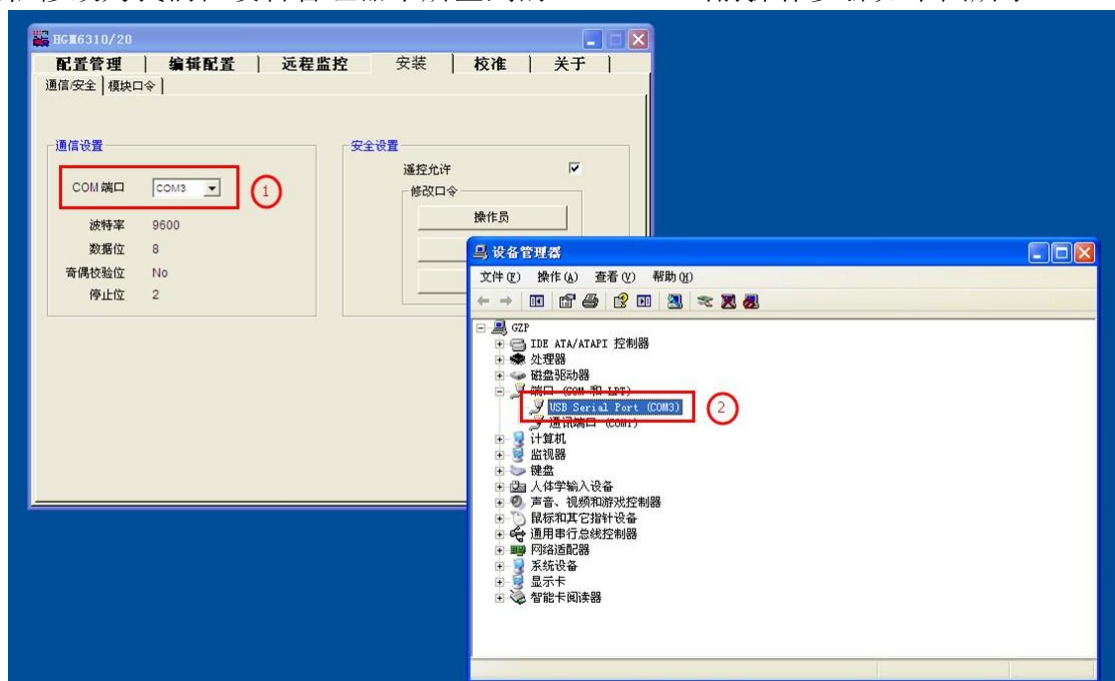 HGM6310/20
配置管理 | 编辑配置 | 远程监控 安装 | 校准 | 关于 |
通信/安全 | 模块口令 |
通信设置
COM 端口 COM3
1
波特率 9600
数据位 8
奇偶校验位 No
停止位 2
安全设置
遥控允许
修改口令
操作员
设备管理器
文件(F) 操作(A) 查看(V) 帮助(H)
GZP
IDE ATA/ATAPI 控制器
处理器
磁盘驱动器
端口 (COM 和 LPT)
USB Serial Port (COM3)
2
通讯端口 (COM1)
计算机
监视器
键盘
人体学输入设备
声音、视频和游戏控制器
鼠标和其它指针设备
通用串行总线控制器
网络适配器
系统设备
显示卡
智能卡阅读器